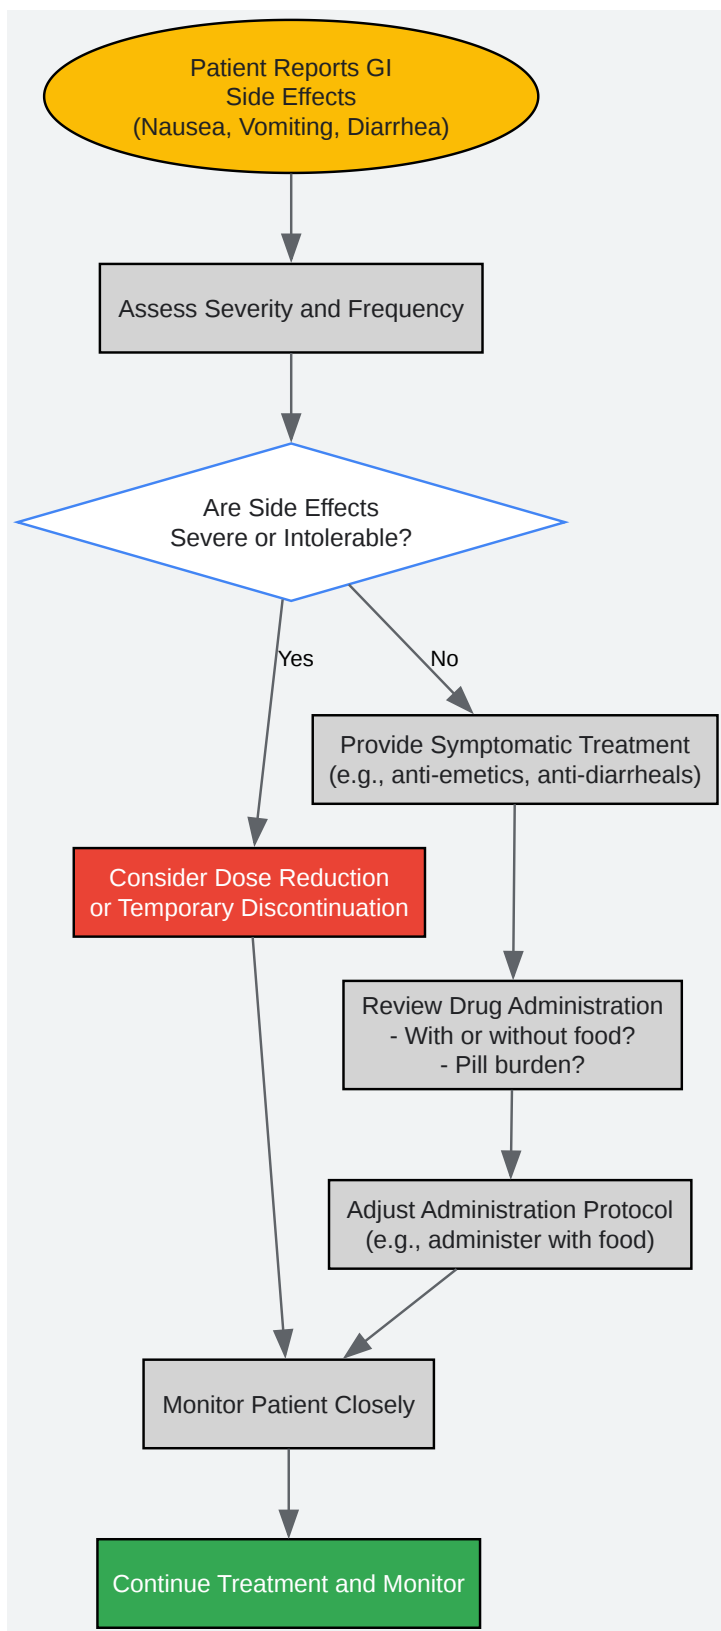 Patient Reports GI
Side Effects
(Nausea, Vomiting, Diarrhea)
Assess Severity and Frequency
Are Side Effects
Severe or Intolerable?
Yes
No
Provide Symptomatic Treatment
(e.g., anti-emetics, anti-diarrheals)
Consider Dose Reduction
or Temporary Discontinuation
Review Drug Administration
- With or without food?
- Pill burden?
Adjust Administration Protocol
(e.g., administer with food)
Monitor Patient Closely
Continue Treatment and Monitor